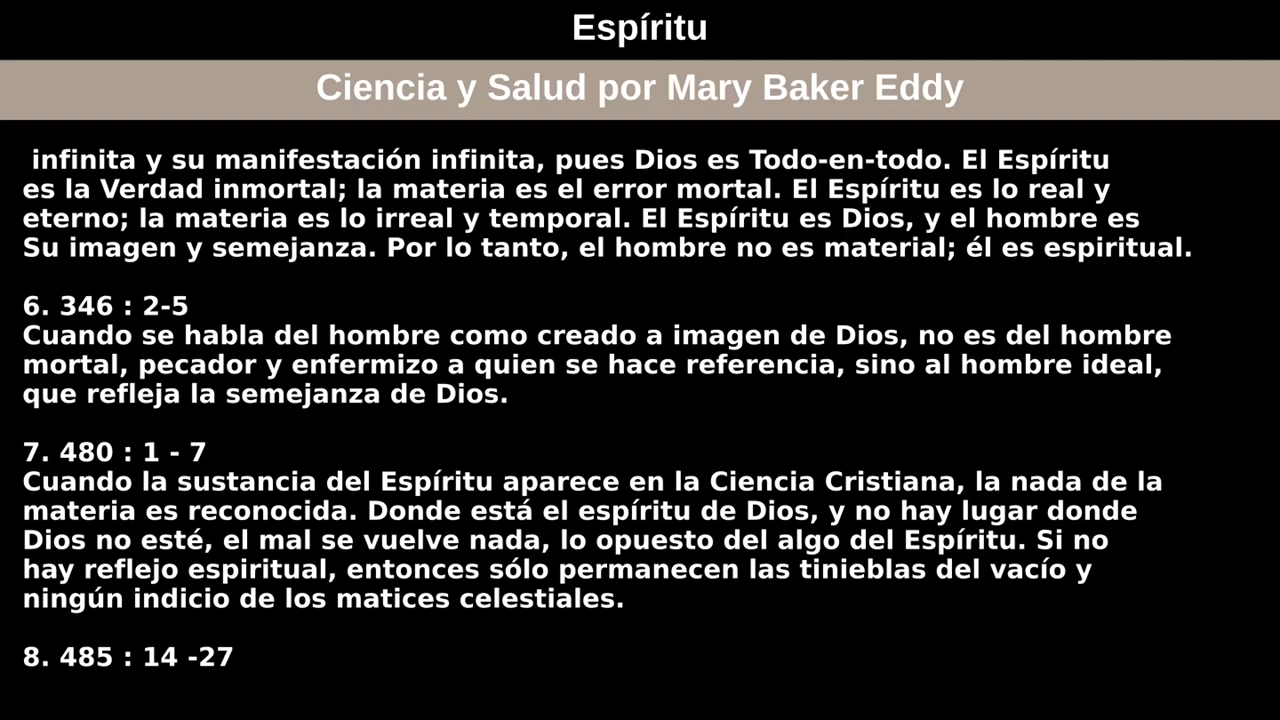 Espíritu
Ciencia y Salud por Mary Baker Eddy
infinita y su manifestación infinita, pues Dios es Todo-en-todo. El Espíritu
es la Verdad inmortal; la materia es el error mortal. El Espíritu es lo real y
eterno; la materia es lo irreal y temporal. El Espíritu es Dios, y el hombre es
Su imagen y semejanza. Por lo tanto, el hombre no es material; él es espiritual.
6. 346 : 2-5
Cuando se habla del hombre como creado a imagen de Dios, no es del hombre
mortal, pecador y enfermizo a quien se hace referencia, sino al hombre ideal,
que refleja la semejanza de Dios.
7. 480 : 1 - 7
Cuando la sustancia del Espíritu aparece en la Ciencia Cristiana, la nada de la
materia es reconocida. Donde está el espíritu de Dios, y no hay lugar donde
Dios no esté, el mal se vuelve nada, lo opuesto del algo del Espíritu. Si no
hay reflejo espiritual, entonces sólo permanecen las tinieblas del vacío y
ningún indicio de los matices celestiales.
8. 485 : 14 -27